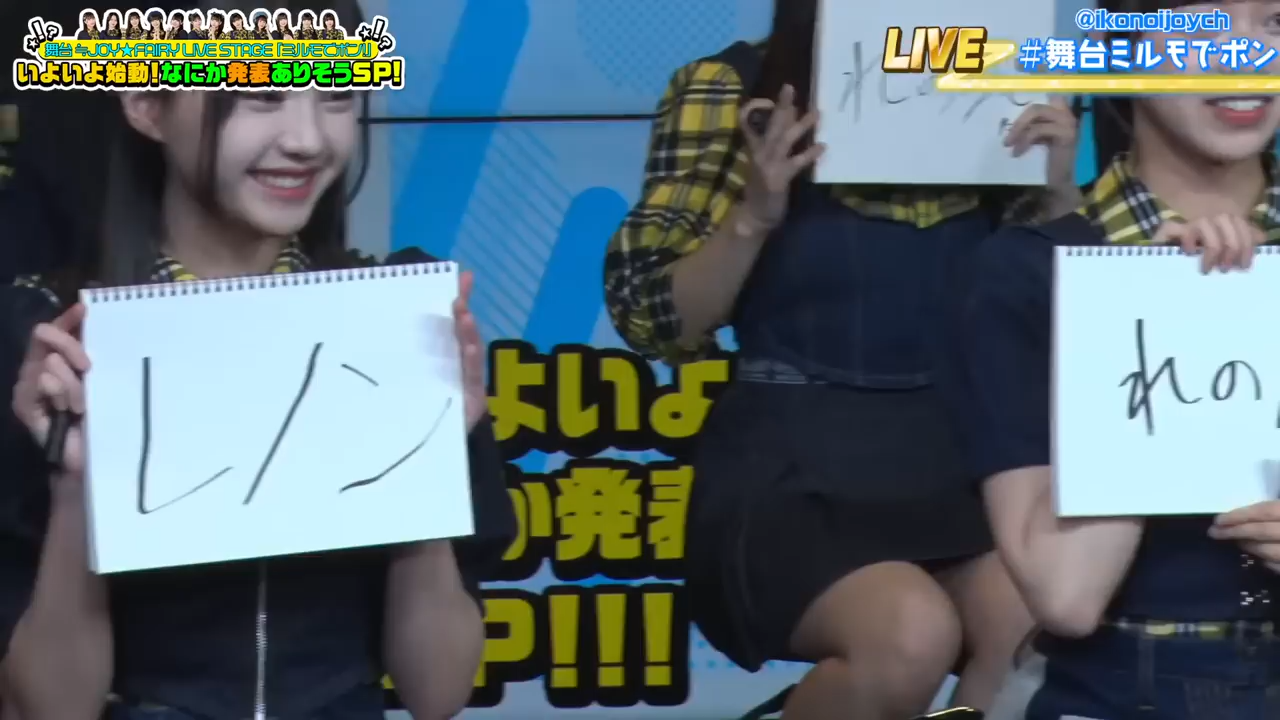 舞台 ≒JOY★FAIRY LIVE STAGE「ミルモでポン!」
いよいよ始動!なにか発表ありそうSP!
LIVE
@ikonoijoych
#舞台ミルモでポン
レノン
れの
よいよ
か発表
P!!!